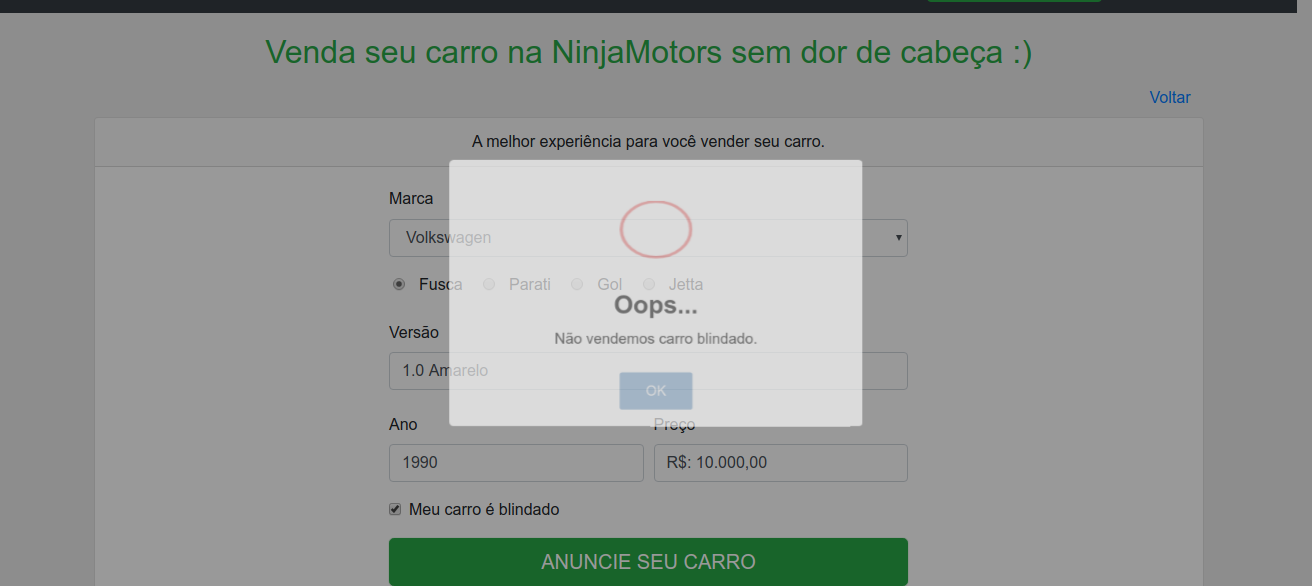 Venda seu carro na NinjaMotors sem dor de cabeça :)
Voltar
A melhor experiência para você vender seu carro.
Marca
Volkswagen
Fusca Parati Gol Jetta
Oops...
Versão
Não vendemos carro blindado.
1.0 Amarelo
OK
Ano Preço
1990 R$: 10.000,00
Meu carro é blindado
ANUNCIE SEU CARRO